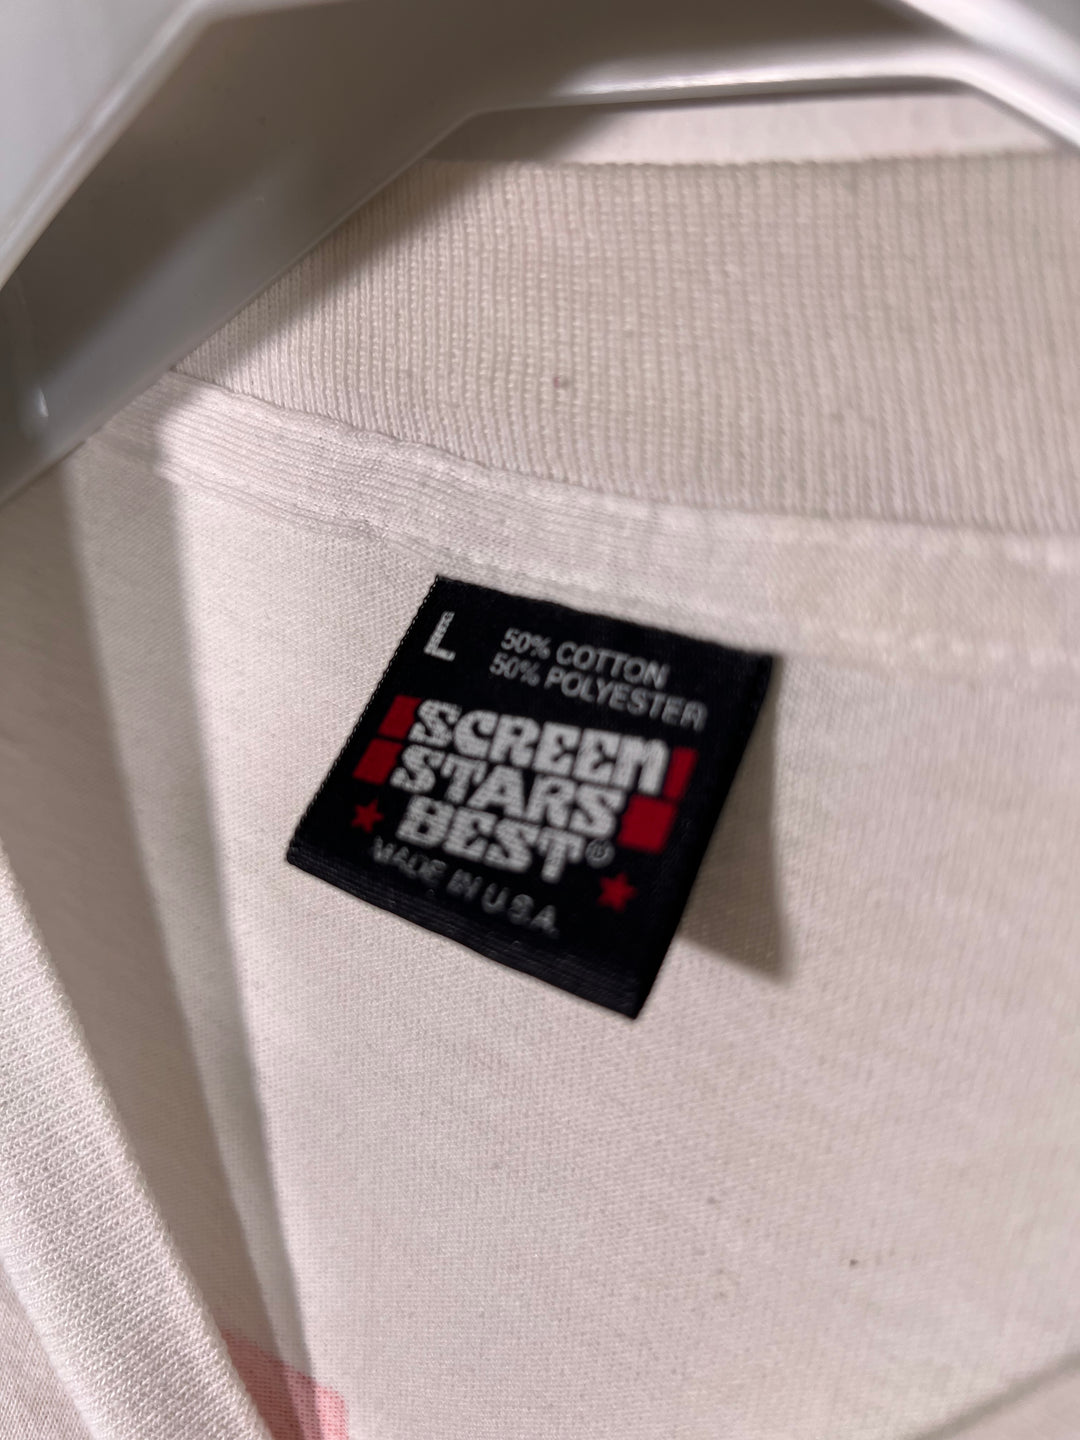 L 50% COTTON
50% POLYESTER
SCREEN
STARS
BEST®
MADE IN U.S.A.